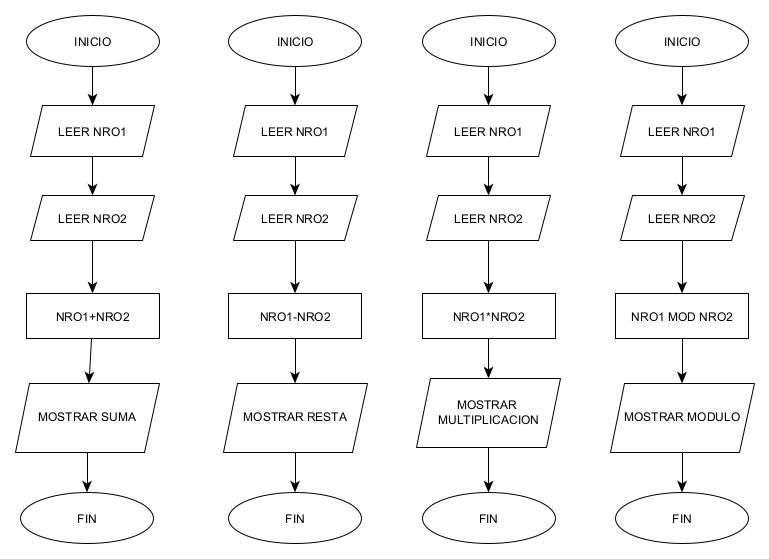 INICIO
LEER NRO1
LEER NRO2
NRO1+NRO2
MOSTRAR SUMA
FIN
INICIO
LEER NRO1
LEER NRO2
NRO1-NRO2
MOSTRAR RESTA
FIN
INICIO
LEER NRO1
LEER NRO2
NRO1*NRO2
MOSTRAR
MULTIPLICACION
FIN
INICIO
LEER NRO1
LEER NRO2
NRO1 MOD NRO2
MOSTRAR MODULO
FIN